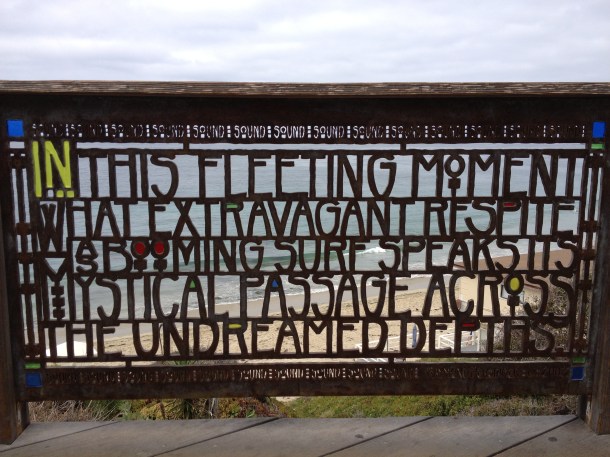 SOUND SOUND SOUND SOUND SOUND SOUND SOUND SOUND
IN THIS FLEETING MOMENT
WHAT EXTRAVAGANT RESPITE
AS BOOMING SURF SPEAKS ITS
MYSTICAL PASSAGE ACROSS
THE UNDREAMED DEPTHS.
SOUND SOUND SOUND SOUND SOUND